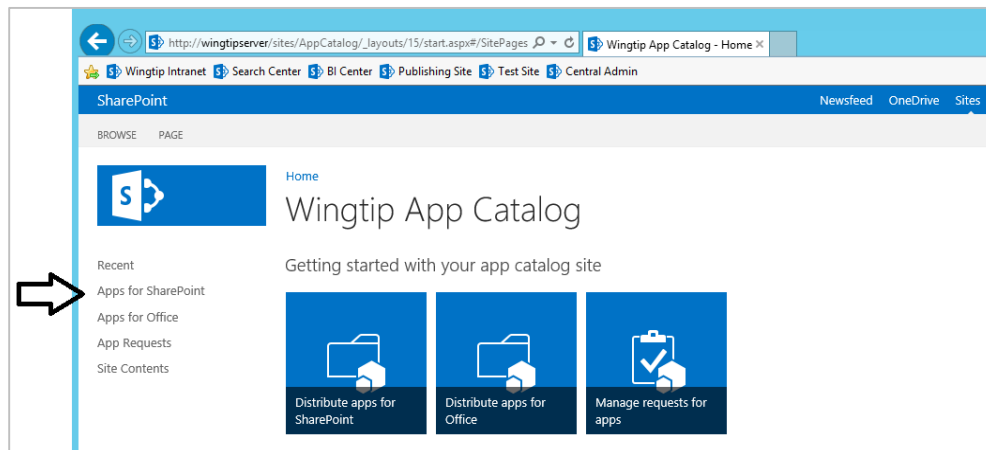 http://wingtipserver/sites/AppCatalog/_layouts/15/start.aspx#/SitePages
Wingtip App Catalog - Home
Wingtip Intranet Search Center BI Center Publishing Site Test Site Central Admin
SharePoint
Newsfeed OneDrive Sites
BROWSE PAGE
S
Home
Wingtip App Catalog
Recent
Apps for SharePoint
Apps for Office
App Requests
Site Contents
Getting started with your app catalog site
Distribute apps for
SharePoint
Distribute apps for
Office
Manage requests for
apps